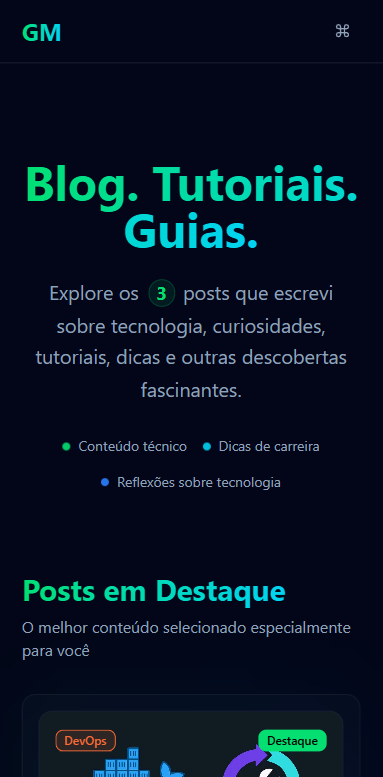 GM
⌘
Blog. Tutoriais.
Guias.
Explore os 3 posts que escrevi
sobre tecnologia, curiosidades,
tutoriais, dicas e outras descobertas
fascinantes.
Conteúdo técnico
Dicas de carreira
Reflexões sobre tecnologia
Posts em Destaque
O melhor conteúdo selecionado especialmente
para você
DevOps
Destaque